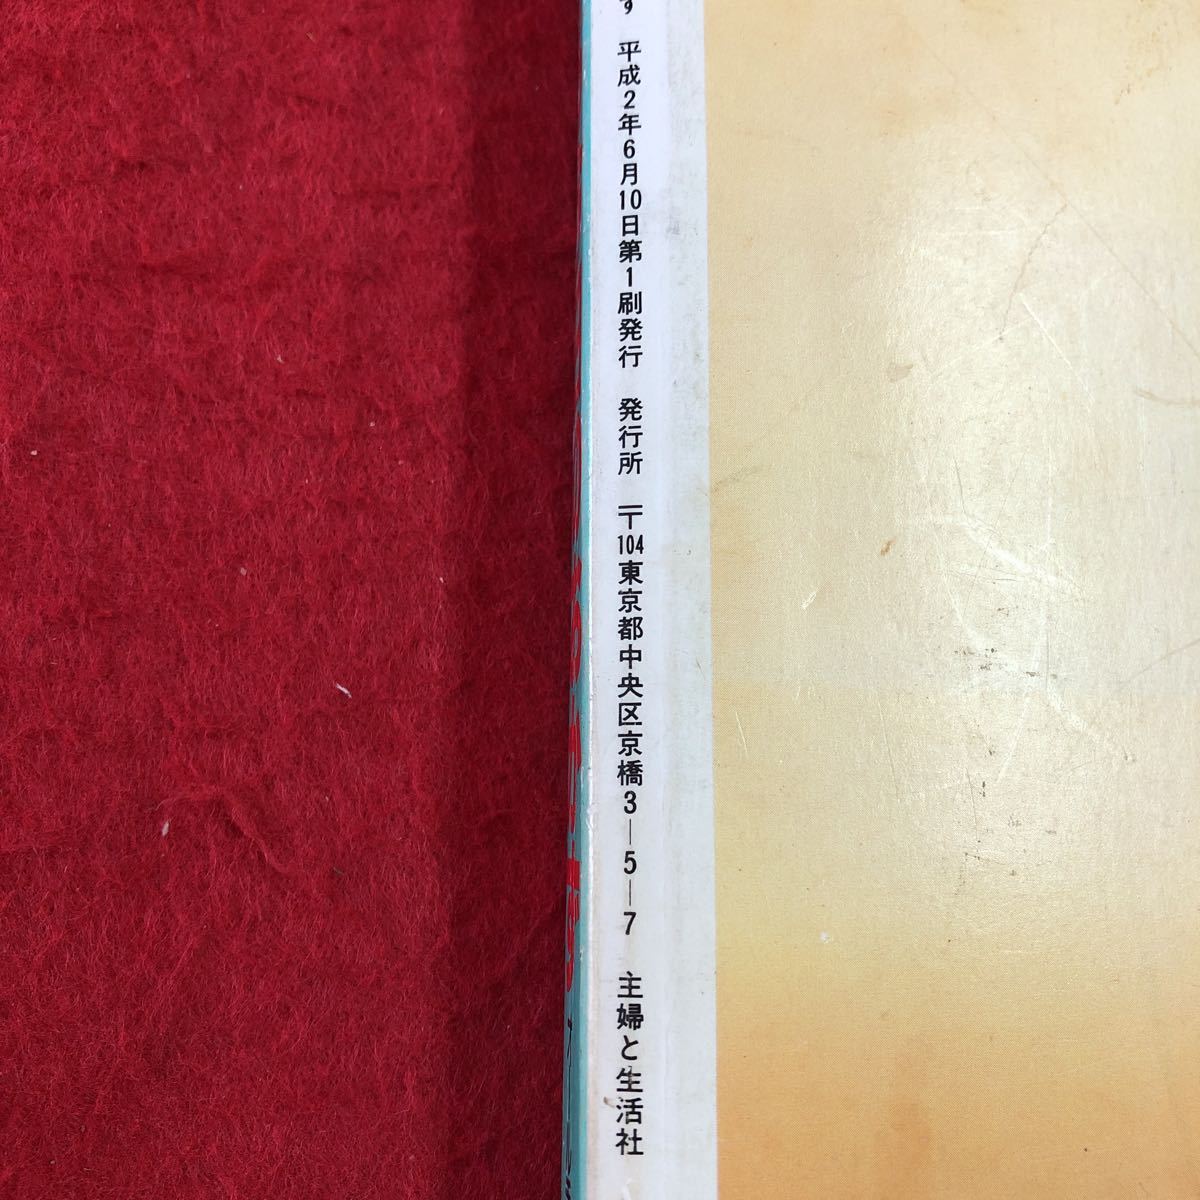 す 平成2年6月10日第1刷発行 発行所 〒104東京都中央区京橋3―5―7 主婦と生活社